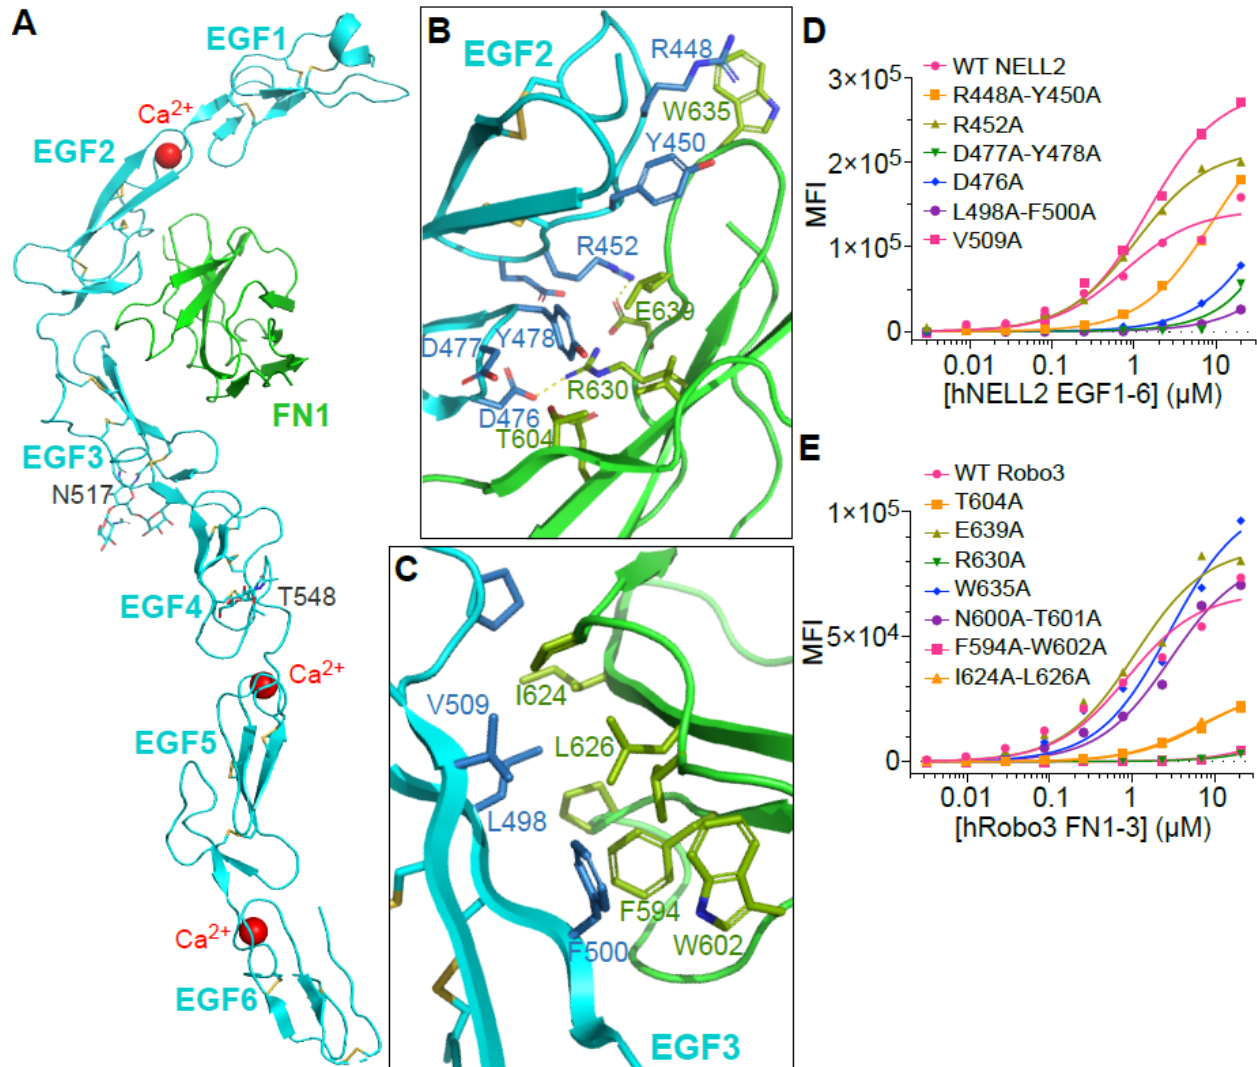 A
EGF1
Ca2+
EGF2
FN1
EGF3
N517
EGF4
T548
Ca2+
EGF5
Ca2+
EGF6
B
EGF2
R448
W635
Y450
R452
E639
Y478
D477
R630
D476
T604
C
I624
V509
L626
L498
F594
F500
W602
EGF3
D
WT NELL2
R448A-Y450A
R452A
D477A-Y478A
D476A
L498A-F500A
V509A
3×10⁵
2×10⁵
1×10⁵
0
MFI
0.01 0.1 1 10
[hNELL2 EGF1-6] (μM)
E
WT Robo3
T604A
E639A
R630A
W635A
N600A-T601A
F594A-W602A
I624A-L626A
1×10⁵
5×10⁴
0
MFI
0.01 0.1 1 10
[hRobo3 FN1-3] (μM)